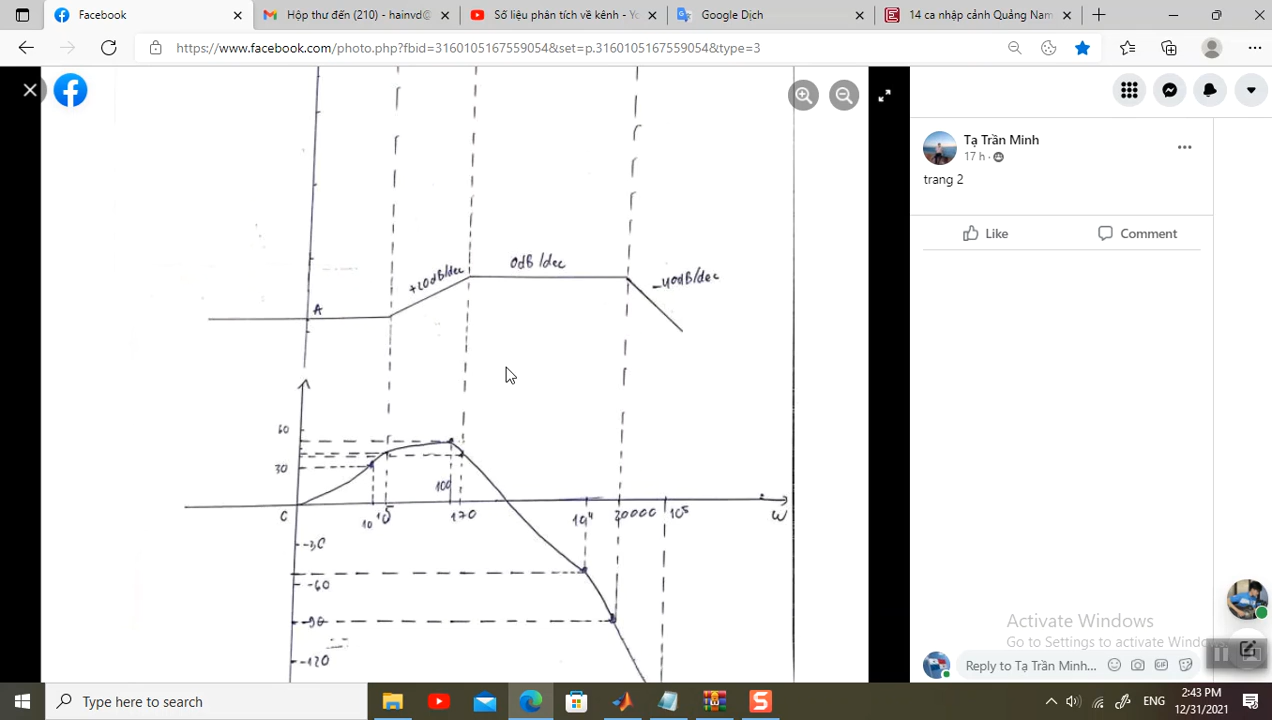 Facebook
Hộp thư đến (210) - hainvd@
Số liệu phân tích về kênh - Yo
Google Dịch
14 ca nhập cảnh Quảng Nam
https://www.facebook.com/photo.php?fbid=3160105167559054&set=p.3160105167559054&type=3
Tạ Trần Minh
17 h
trang 2
Like
Comment
+20dB/dec
0dB/dec
-40dB/dec
A
60
30
100
0
10
170
10⁴
20000
10⁵
W
-30
-60
-90
-120
Activate Windows
Go to Settings to activate Windows
Reply to Tạ Trần Minh...
GIF
Type here to search
ENG
2:43 PM
12/31/2021